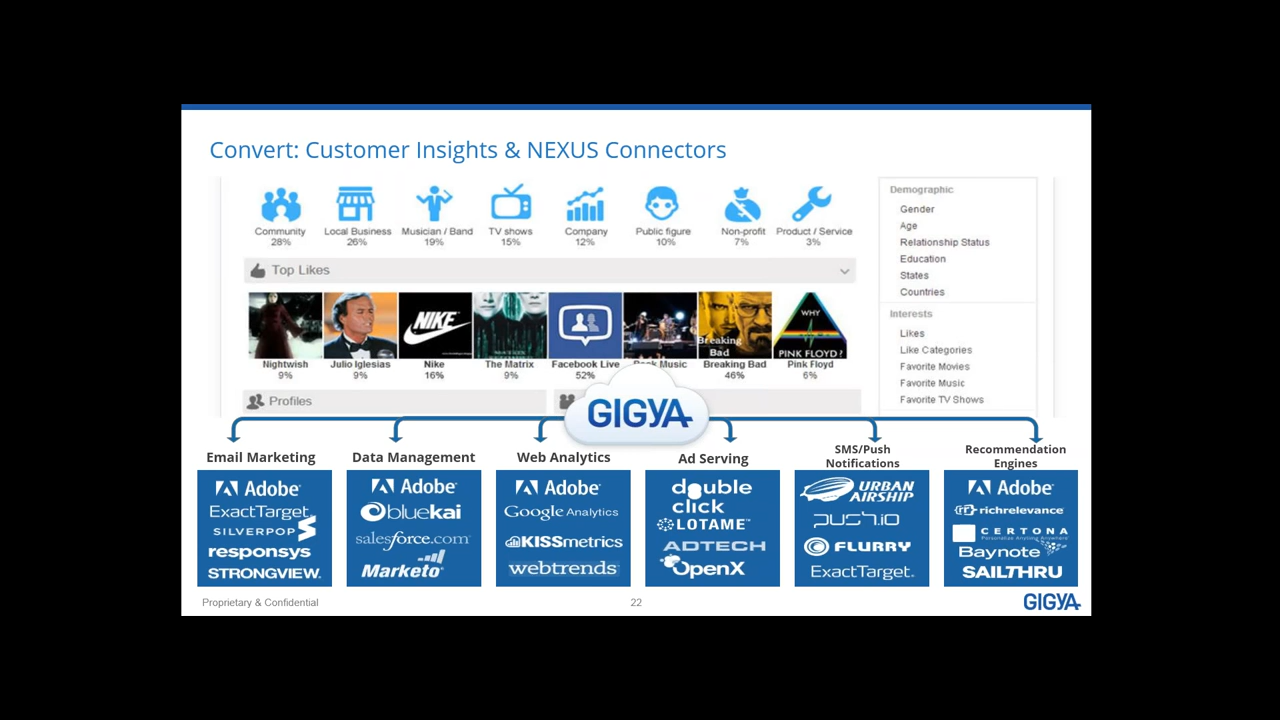 Convert: Customer Insights & NEXUS Connectors
Community Local Business Musician / Band TV shows Company Public figure Non-profit Product / Service
28% 26% 19% 15% 12% 10% 7% 3%
Top Likes
NIKE
Breaking
Bad
WHY
PINK FLOYD?
Nightwish Julio Iglesias Nike The Matrix Facebook Live Music Breaking Bad Pink Floyd
9% 9% 16% 9% 52% 46% 6%
Profiles
Demographic
Gender
Age
Relationship Status
Education
States
Countries
Interests
Likes
Like Categories
Favorite Movies
Favorite Music
Favorite TV Shows
GIGYA
Email Marketing
Adobe
ExactTarget
SILVERPOP
responsys
STRONGVIEW
Data Management
Adobe
bluekai
salesforce.com
Marketo
Web Analytics
Adobe
Google Analytics
KISSmetrics
webtrends
Ad Serving
double
click
LOTAME
ADTECH
OpenX
SMS/Push
Notifications
URBAN
AIRSHIP
push.io
FLURRY
ExactTarget
Recommendation
Engines
Adobe
richrelevance
CERTONA
Personalize Anything Anywhere
Baynote
SAILTHRU
Proprietary & Confidential
22
GIGYA